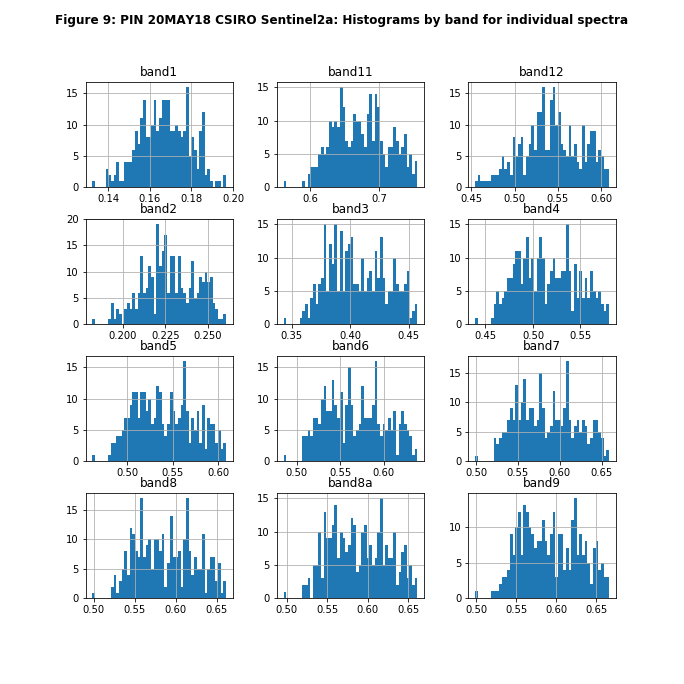 Figure 9: PIN 20MAY18 CSIRO Sentinel2a: Histograms by band for individual spectra
band1 band11 band12
15 10 5 0
0.14 0.16 0.18 0.20
15 10 5 0
0.6 0.7
15 10 5 0
0.45 0.50 0.55 0.60
band2 band3 band4
20 15 10 5 0
0.200 0.225 0.250
15 10 5 0
0.35 0.40 0.45
15 10 5 0
0.45 0.50 0.55
band5 band6 band7
15 10 5 0
0.50 0.55 0.60
15 10 5 0
0.50 0.55 0.60
15 10 5 0
0.50 0.55 0.60 0.65
band8 band8a band9
15 10 5 0
0.50 0.55 0.60 0.65
15 10 5 0
0.50 0.55 0.60 0.65
10 5 0
0.50 0.55 0.60 0.65